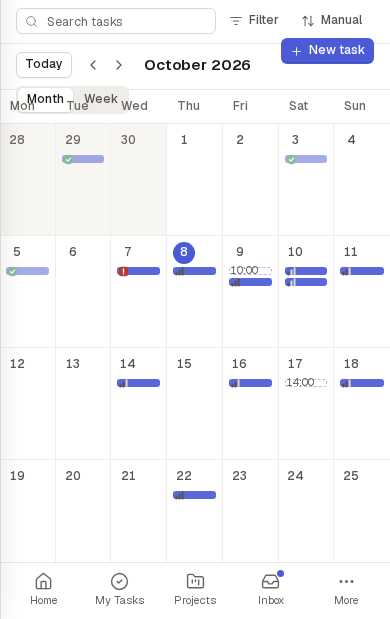 Search tasks
Filter
Manual
Today
October 2026
+ New task
Month
Week
Mon Tue Wed Thu Fri Sat Sun
28 29 30 1 2 3 4
5 6 7 8 9 10 11
10:00
12 13 14 15 16 17 18
14:00
19 20 21 22 23 24 25
Home My Tasks Projects Inbox More